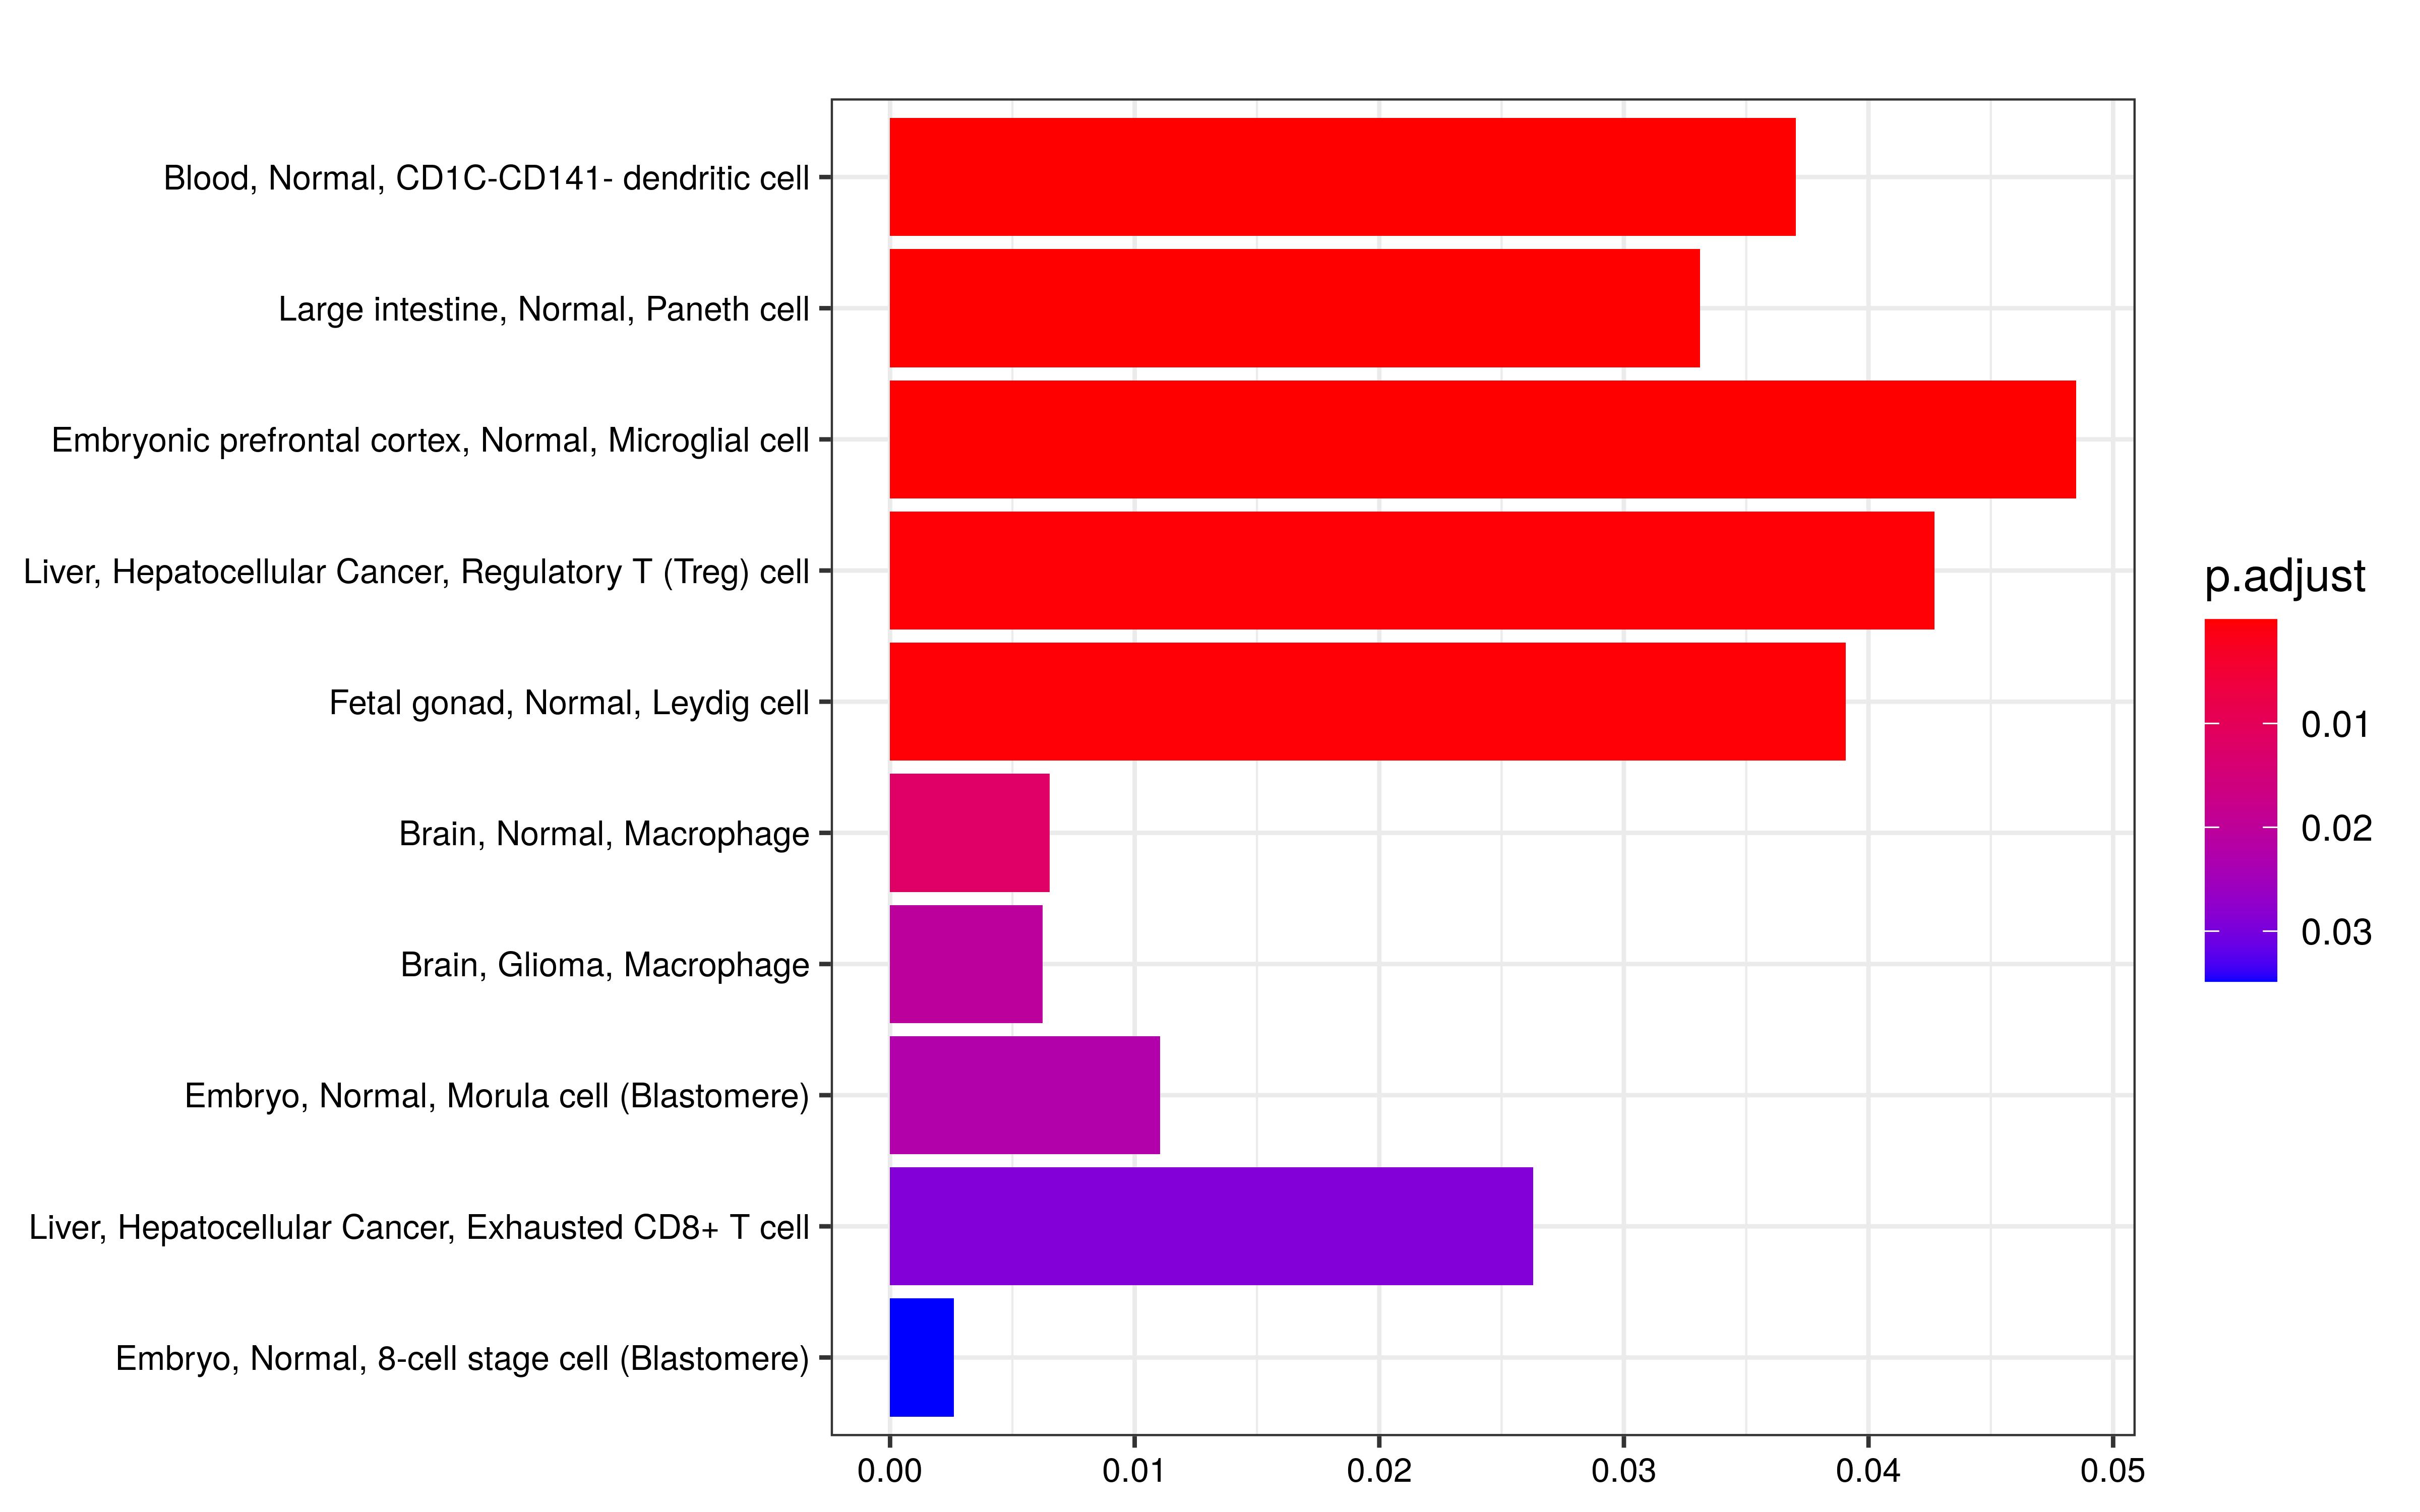 Blood, Normal, CD1C-CD141- dendritic cell
Large intestine, Normal, Paneth cell
Embryonic prefrontal cortex, Normal, Microglial cell
Liver, Hepatocellular Cancer, Regulatory T (Treg) cell
Fetal gonad, Normal, Leydig cell
Brain, Normal, Macrophage
Brain, Glioma, Macrophage
Embryo, Normal, Morula cell (Blastomere)
Liver, Hepatocellular Cancer, Exhausted CD8+ T cell
Embryo, Normal, 8-cell stage cell (Blastomere)
0.00 0.01 0.02 0.03 0.04 0.05
p.adjust
0.01
0.02
0.03